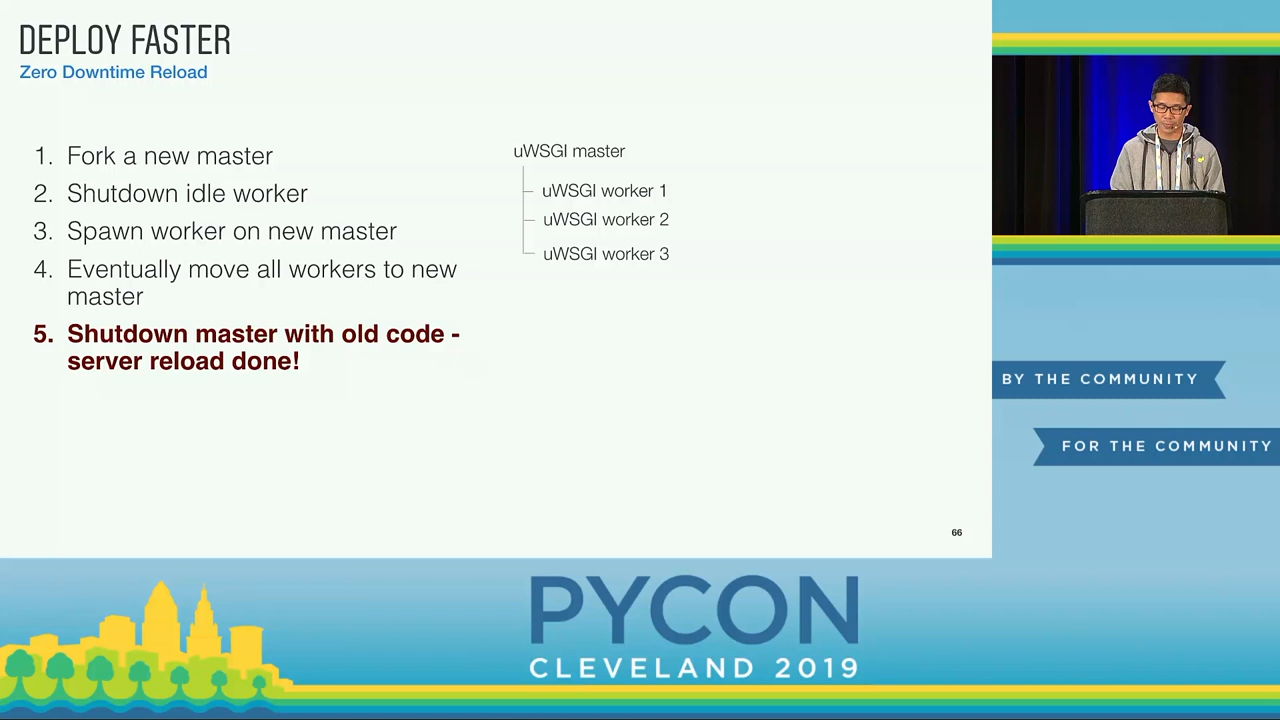 DEPLOY FASTER
Zero Downtime Reload
1. Fork a new master
2. Shutdown idle worker
3. Spawn worker on new master
4. Eventually move all workers to new
master
5. Shutdown master with old code -
server reload done!
uWSGI master
uWSGI worker 1
uWSGI worker 2
uWSGI worker 3
66
BY THE COMMUNITY
FOR THE COMMUNITY
PYCON
CLEVELAND 2019